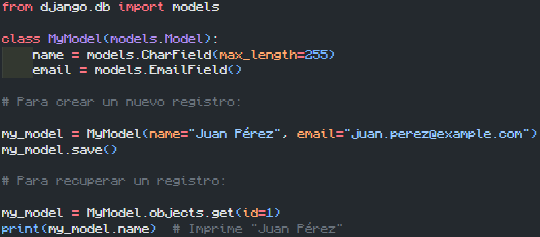 from django.db import models
class MyModel(models.Model):
    name = models.CharField(max_length=255)
    email = models.EmailField()
# Para crear un nuevo registro:
my_model = MyModel(name="Juan Pérez", email="juan.perez@example.com")
my_model.save()
# Para recuperar un registro:
my_model = MyModel.objects.get(id=1)
print(my_model.name)  # Imprime "Juan Pérez"